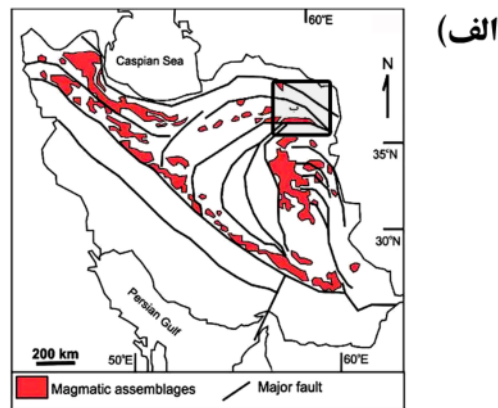 الف)
60°E
Caspian Sea
N
35°N
30°N
Persian Gulf
200 km
50°E
60°E
Magmatic assemblages
Major fault